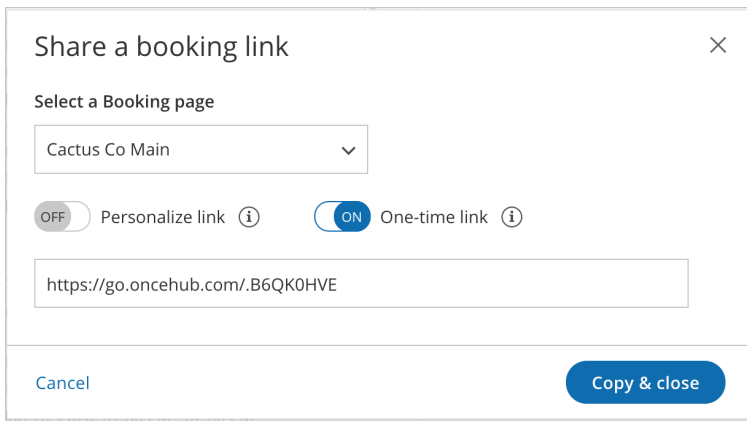 Share a booking link
Select a Booking page
Cactus Co Main
OFF Personalize link i ON One-time link i
https://go.oncehub.com/.B6QK0HVE
Cancel Copy & close